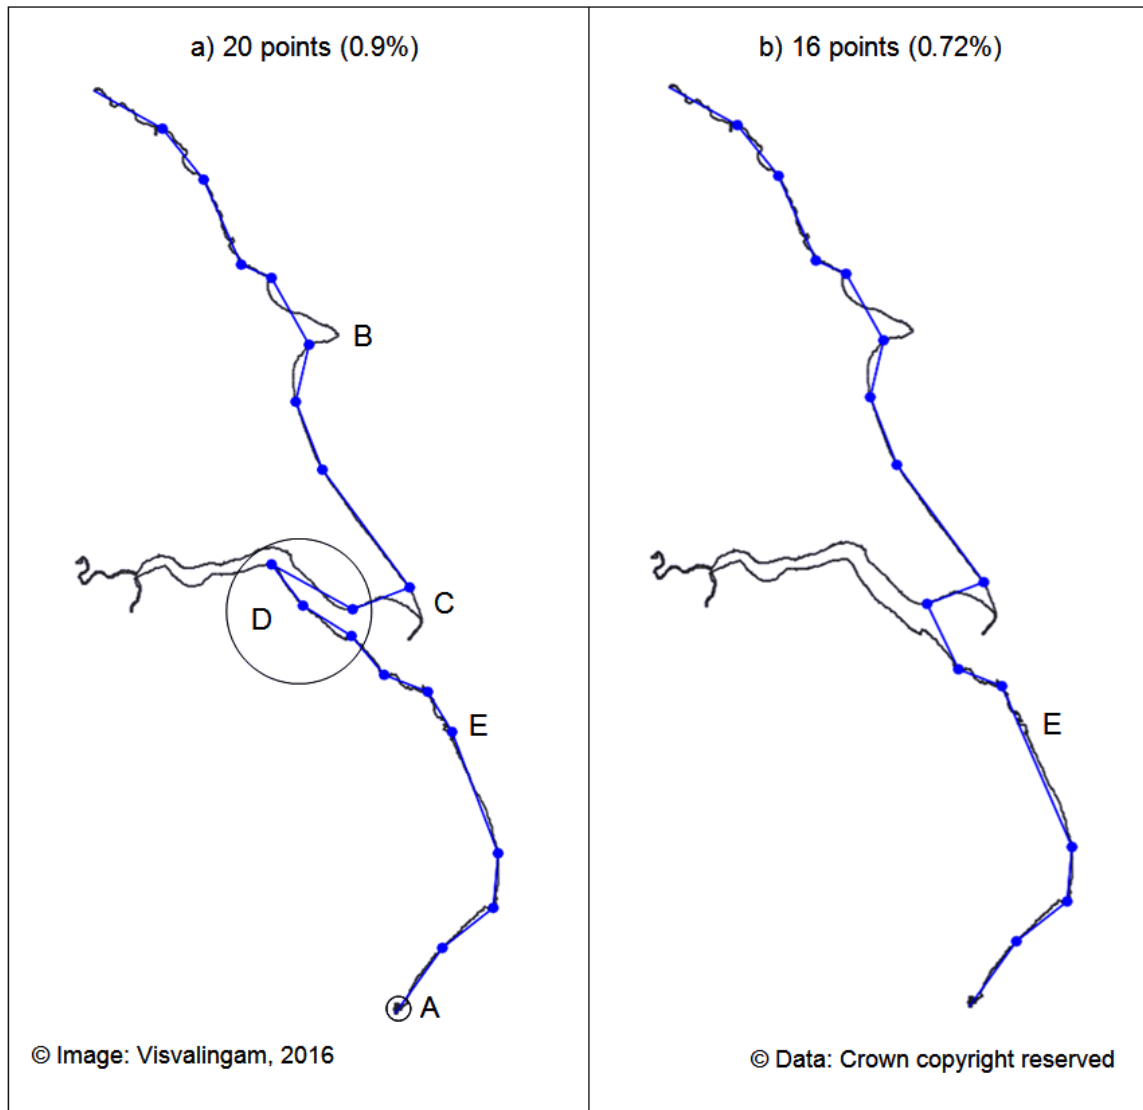 a) 20 points (0.9%)
b) 16 points (0.72%)
B
C
D
E
E
A
© Image: Visvalingam, 2016
© Data: Crown copyright reserved